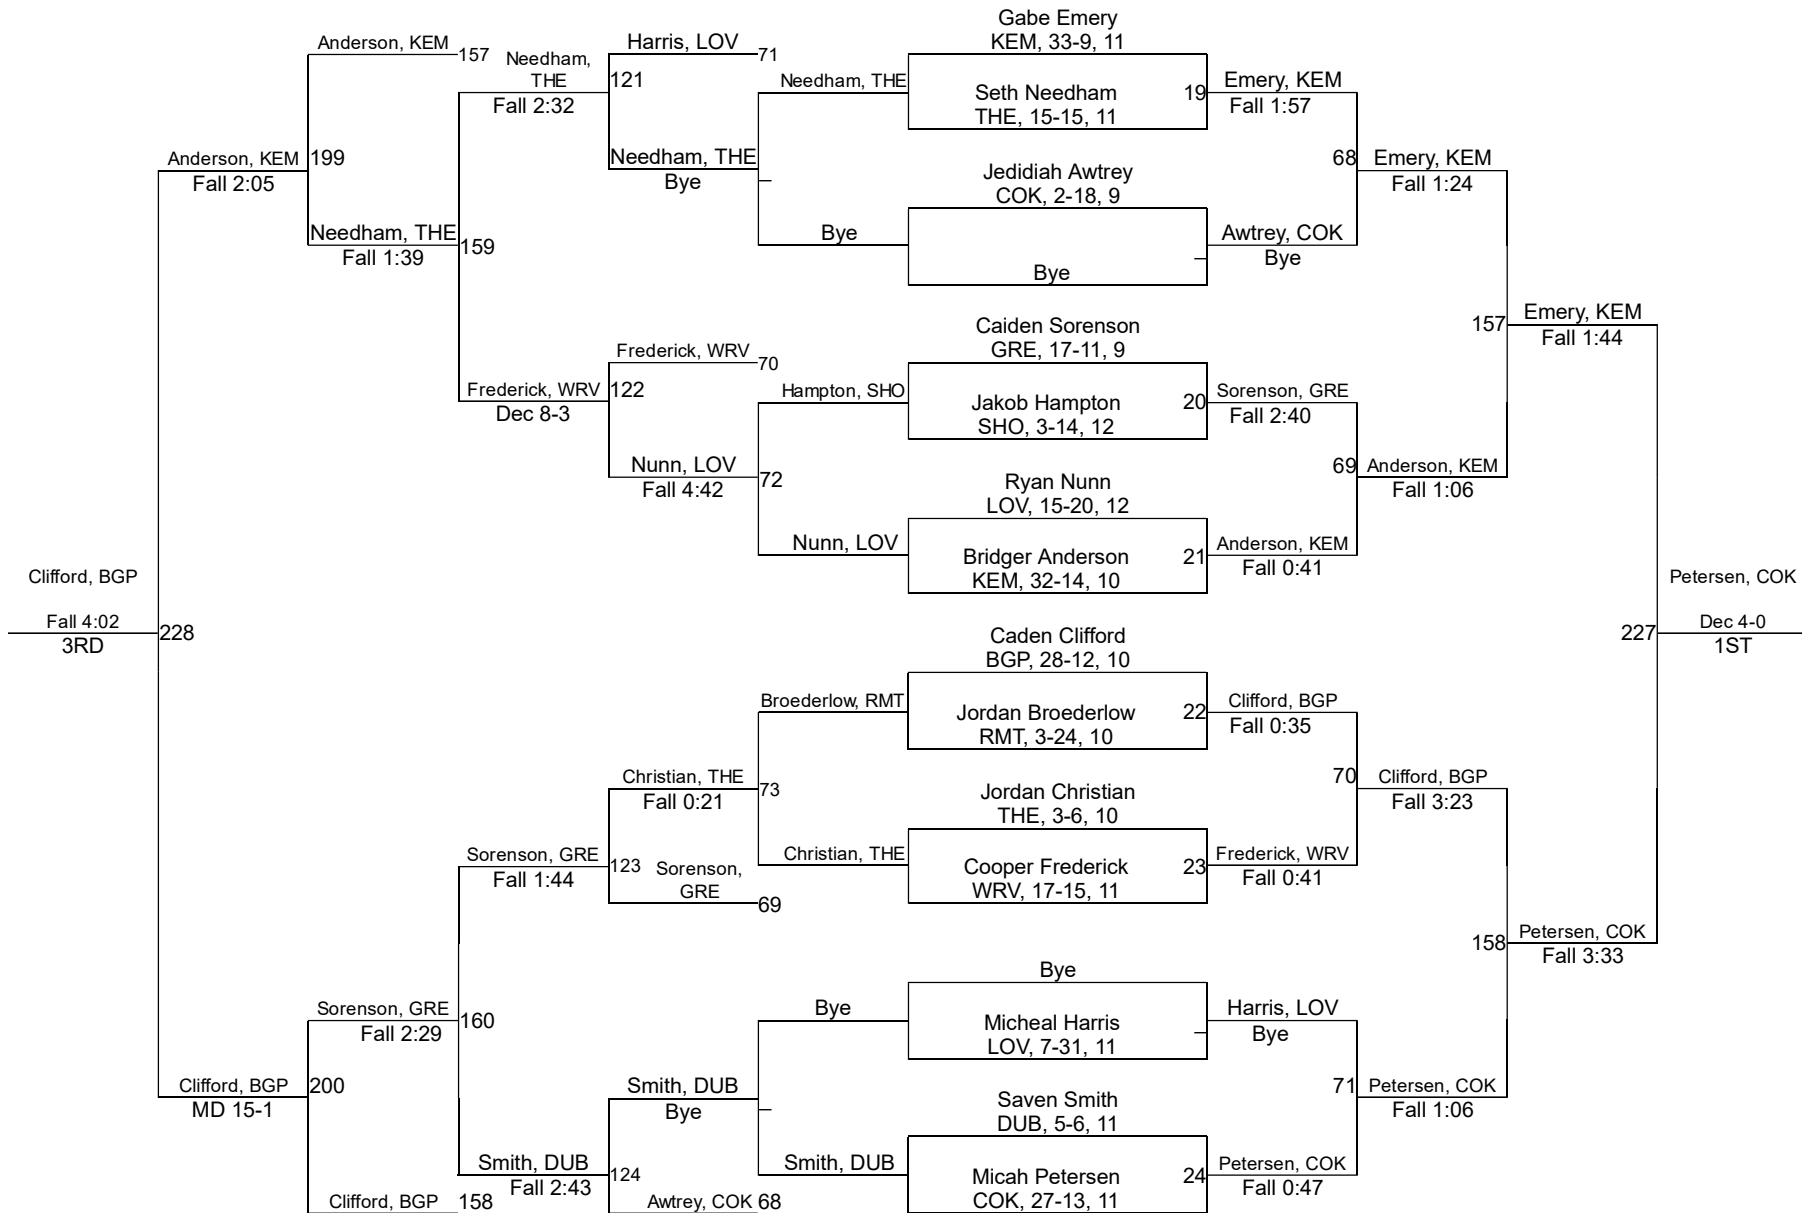 Gabe Emery
KEM, 33-9, 11
Anderson, KEM
157
Needham,
THE
Fall 2:32
Harris, LOV
71
121
Needham, THE
Seth Needham
THE, 15-15, 11
19
Emery, KEM
Fall 1:57
Anderson, KEM
Fall 2:05
199
Needham, THE
Bye
Jedidiah Awtrey
COK, 2-18, 9
68
Emery, KEM
Fall 1:24
Needham, THE
Fall 1:39
159
Bye
Bye
Awtrey, COK
Bye
Caiden Sorenson
GRE, 17-11, 9
157
Emery, KEM
Fall 1:44
Frederick, WRV
70
Frederick, WRV
Dec 8-3
122
Hampton, SHO
Jakob Hampton
SHO, 3-14, 12
20
Sorenson, GRE
Fall 2:40
Nunn, LOV
Fall 4:42
72
Ryan Nunn
LOV, 15-20, 12
69
Anderson, KEM
Fall 1:06
Nunn, LOV
Bridger Anderson
KEM, 32-14, 10
21
Anderson, KEM
Fall 0:41
Clifford, BGP
Fall 4:02
3RD
228
Petersen, COK
227
Dec 4-0
1ST
Caden Clifford
BGP, 28-12, 10
Broederlow, RMT
Jordan Broederlow
RMT, 3-24, 10
22
Clifford, BGP
Fall 0:35
Christian, THE
Fall 0:21
73
Jordan Christian
THE, 3-6, 10
70
Clifford, BGP
Fall 3:23
Sorenson, GRE
Fall 1:44
123
Sorenson,
GRE
69
Christian, THE
Cooper Frederick
WRV, 17-15, 11
23
Frederick, WRV
Fall 0:41
158
Petersen, COK
Fall 3:33
Bye
Sorenson, GRE
Fall 2:29
160
Bye
Micheal Harris
LOV, 7-31, 11
Harris, LOV
Bye
Clifford, BGP
MD 15-1
200
Smith, DUB
Bye
Saven Smith
DUB, 5-6, 11
71
Petersen, COK
Fall 1:06
Smith, DUB
Fall 2:43
124
Smith, DUB
Micah Petersen
COK, 27-13, 11
24
Petersen, COK
Fall 0:47
Clifford, BGP
158
Awtrey, COK
68